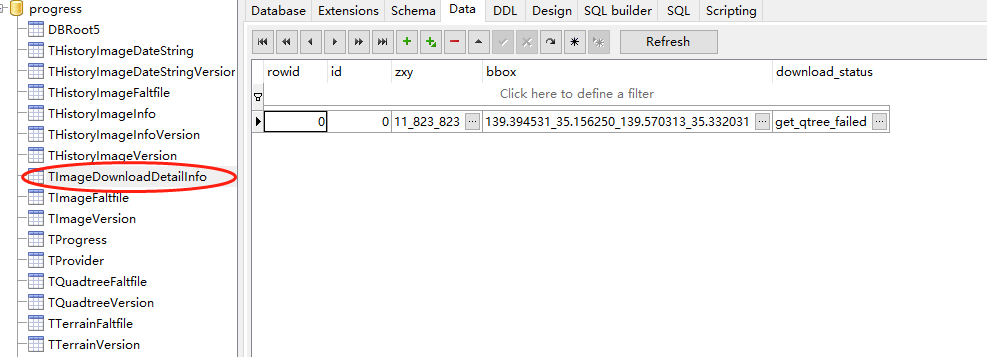 progress
DBRoot5
THistoryImageDateString
THistoryImageDateStringVersion
THistoryImageFaltfile
THistoryImageInfo
THistoryImageInfoVersion
THistoryImageVersion
TImageDownloadDetailInfo
TImageFaltfile
TImageVersion
TProgress
TProvider
TQuadtreeFaltfile
TQuadtreeVersion
TTerrainFaltfile
TTerrainVersion
Database Extensions Schema Data DDL Design SQL builder SQL Scripting
Refresh
rowid id zxy bbox download_status
Click here to define a filter
0 0 11_823_823 ... 139.394531_35.156250_139.570313_35.332031 ... get_qtree_failed ...